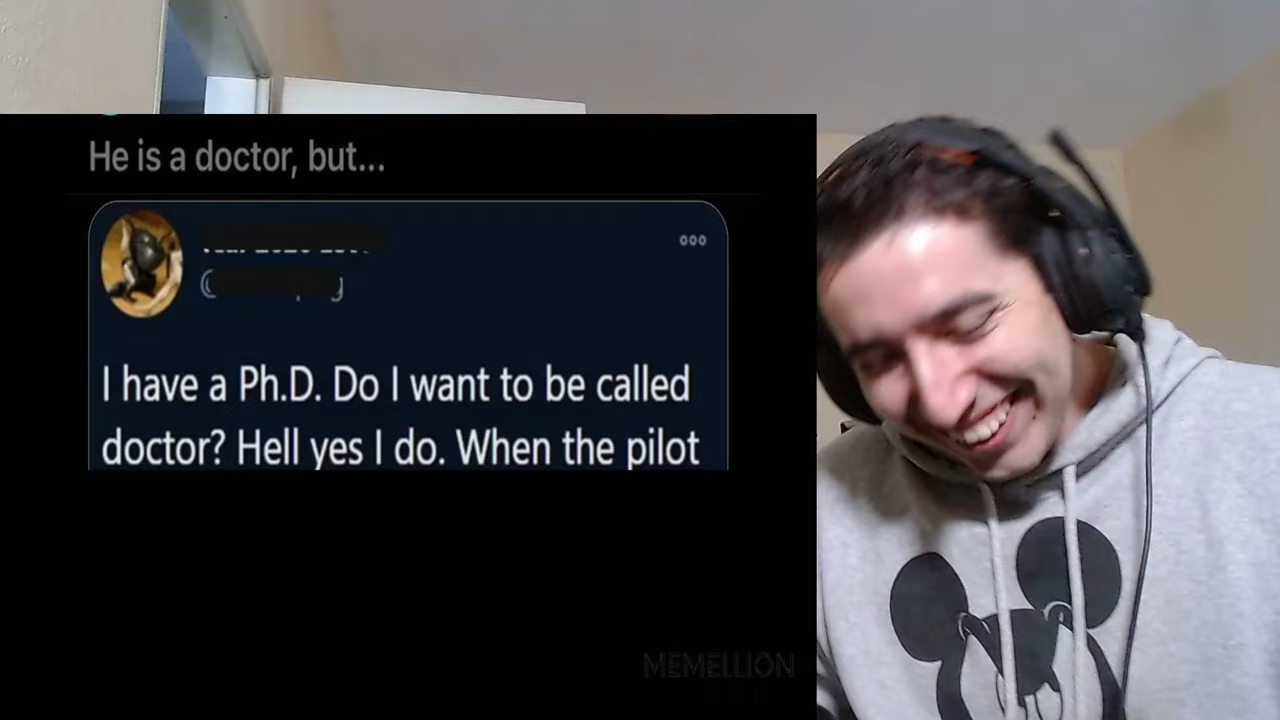 He is a doctor, but...
I have a Ph.D. Do I want to be called
doctor? Hell yes I do. When the pilot
MEMELLION